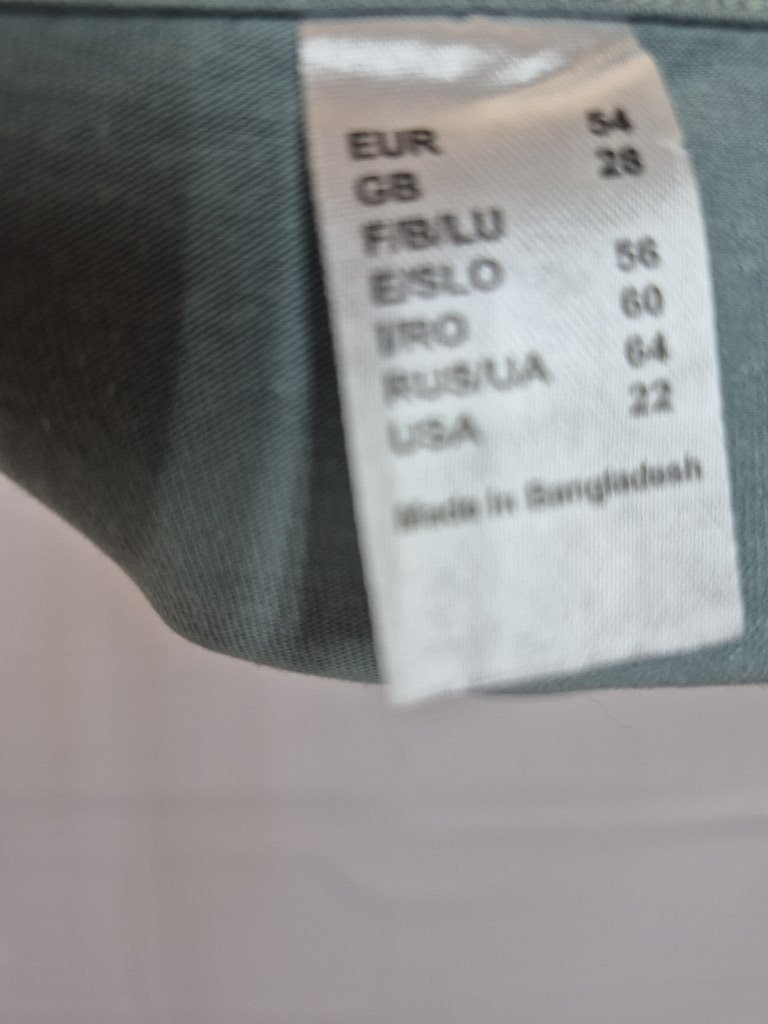 EUR 54
GB 28
F/B/LU
E/SLO 56
I/RO 60
RUS/UA 64
USA 22
Made in Bangladesh